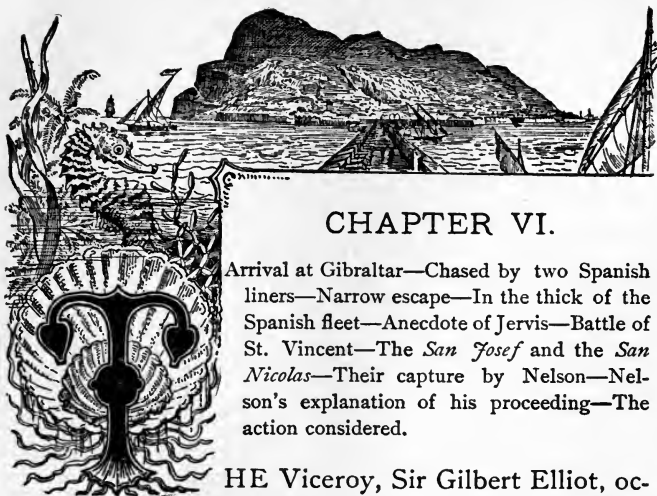 CHAPTER VI.
Arrival at Gibraltar—Chased by two Spanish
liners—Narrow escape—In the thick of the
Spanish fleet—Anecdote of Jervis—Battle of
St. Vincent—The San Josef and the San
Nicolas—Their capture by Nelson—Nel-
son's explanation of his proceeding—The
action considered.
THE Viceroy, Sir Gilbert Elliot, oc-